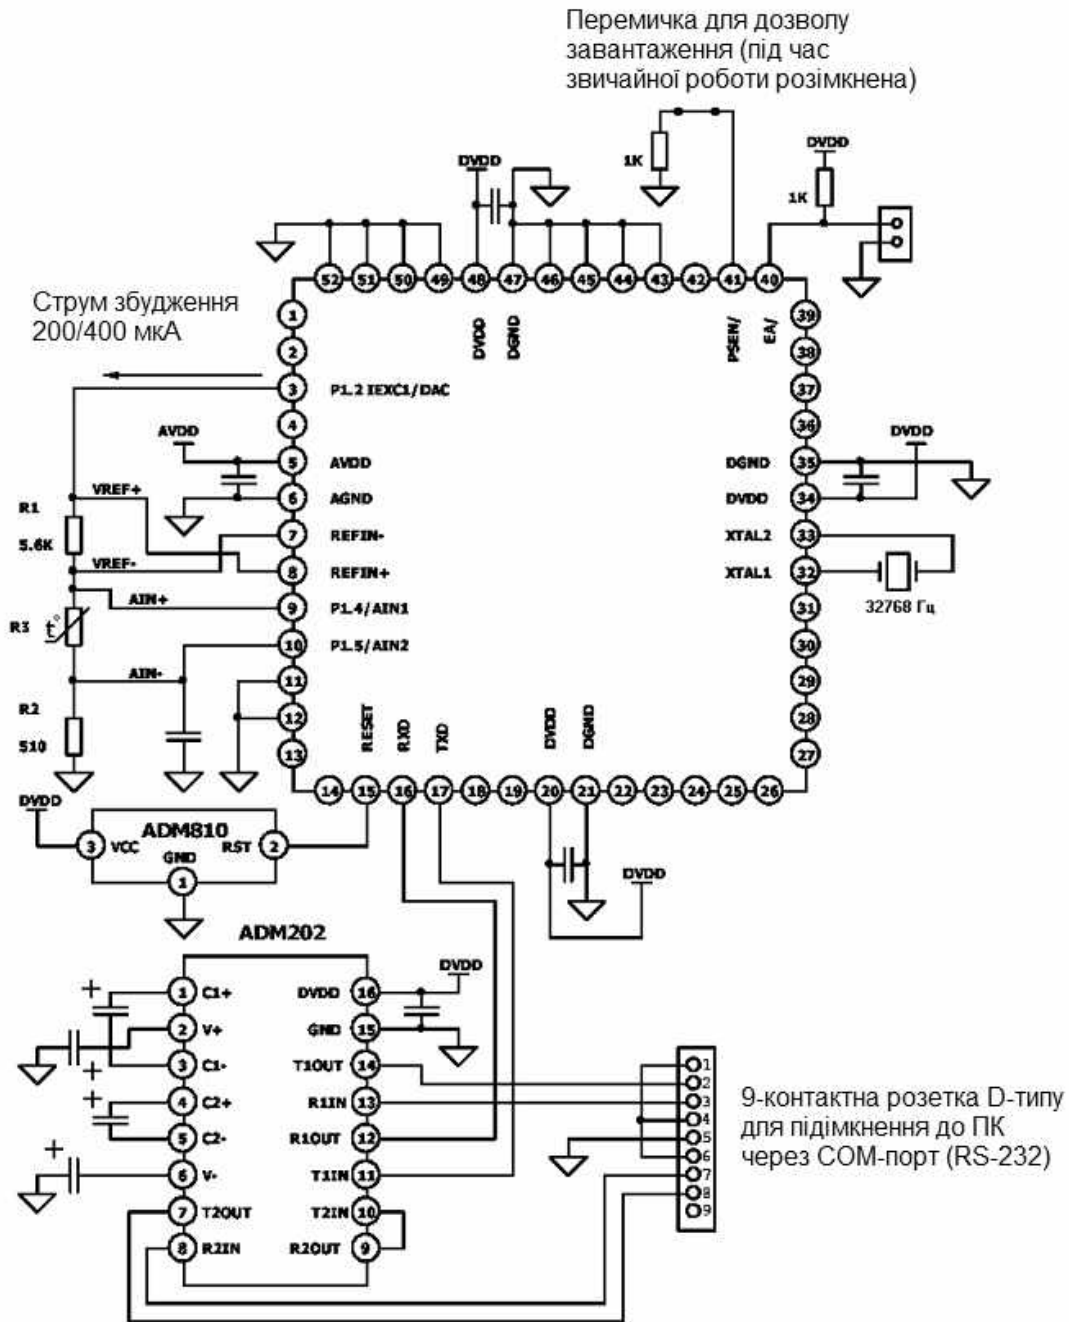 Перемичка для дозволу
завантаження (під час
звичайної роботи розімкнена)
DVDD
1K
DVDD
1K
52 51 50 49 48 47 46 45 44 43 42 41 40
Струм збудження
200/400 мкА
DVDD
DGND
PSEN/
EA/
1
2
3 P1.2 IEXC1/DAC
4
AVDD
5 AVDD
6 AGND
VREF+
R1
5.6K
7 REFIN-
VREF-
8 REFIN+
AIN+
9 P1.4/AIN1
R3
t°
10 P1.5/AIN2
AIN-
11
R2
12
510
13
39
38
37
36
DVDD
DGND 35
DVDD 34
XTAL2 33
XTAL1 32
32768 Гц
31
30
29
28
27
RESET
RXD
TXD
DVDD
DGND
14 15 16 17 18 19 20 21 22 23 24 25 26
DVDD
ADM810
3 VCC
RST 2
GND
1
DVDD
ADM202
DVDD
+
1 C1+
DVDD 16
2 V+
GND 15
3 C1-
T1OUT 14
+
+
4 C2+
R1IN 13
5 C2-
R1OUT 12
+
6 V-
T1IN 11
7 T2OUT
T2IN 10
8 R2IN
R2OUT 9
1
2
3
4
5
6
7
8
9
9-контактна розетка D-типу
для підімкнення до ПК
через COM-порт (RS-232)